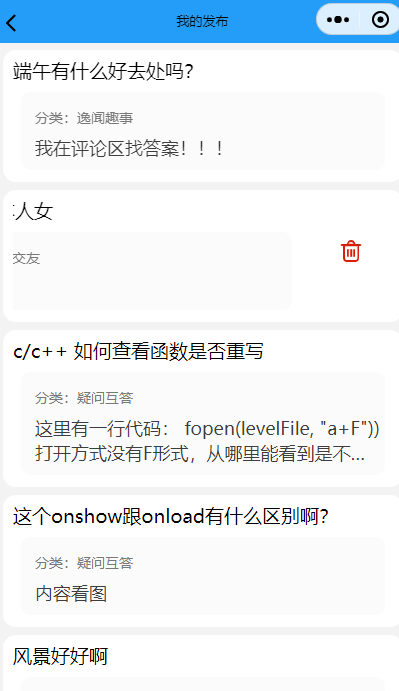 我的发布
端午有什么好去处吗？
分类：逸闻趣事
我在评论区找答案！！！
人女
交友
c/c++ 如何查看函数是否重写
分类：疑问互答
这里有一行代码： fopen(levelFile, "a+F"))
打开方式没有F形式，从哪里能看到是不...
这个onshow跟onload有什么区别啊？
分类：疑问互答
内容看图
风景好好啊